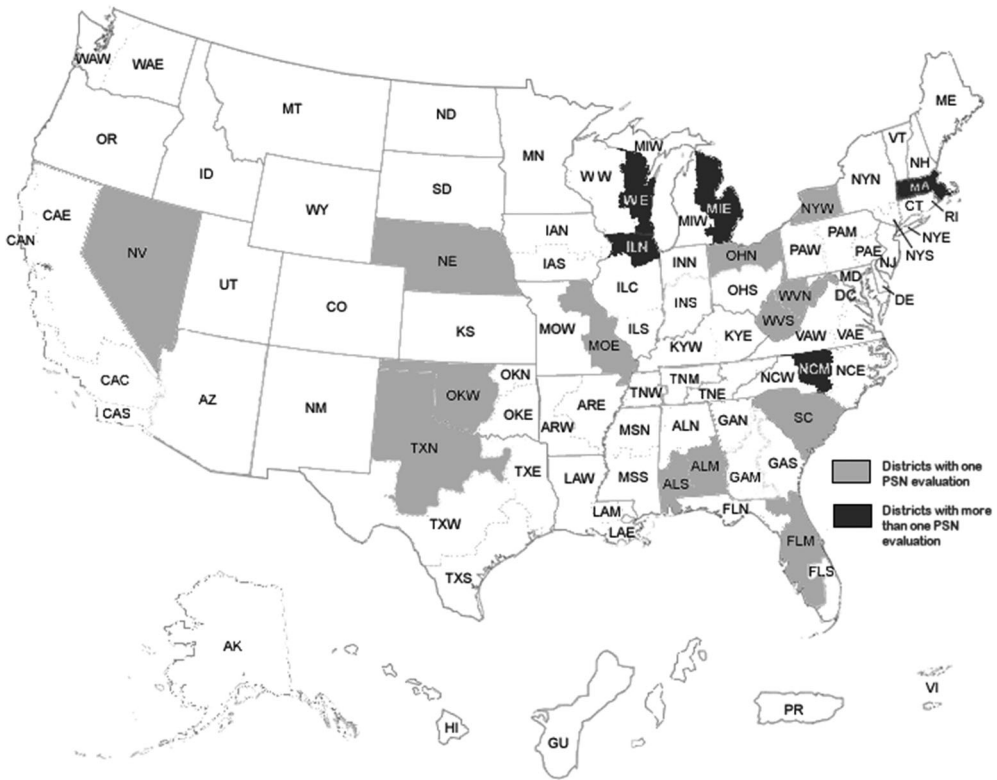 WAW
WAE
MT
ND
MN
ME
OR
ID
SD
WY
WW
MIW
VT
NH
NYN
MA
CT
RI
CAE
CAN
NV
NE
IAN
IAS
WE
MIW
MIE
ILN
NYW
NYE
NYS
PAM
PAW
PAE
NJ
UT
CO
KS
MOW
MOE
ILC
ILS
INN
INS
OHN
OHS
MD
DC
DE
WVN
WVS
VAW
VAE
KYW
KYE
CAC
CAS
AZ
NM
OKN
OKW
OKE
TXN
ARE
ARW
TNW
TNM
TNE
NCW
NCM
NCE
SC
MSN
ALN
GAN
TXE
LAW
MSS
ALS
ALM
GAM
GAS
Districts with one
PSN evaluation
Districts with more
than one PSN
evaluation
TXW
LAM
LAE
FLN
FLM
FLS
TXS
AK
HI
GU
PR
VI